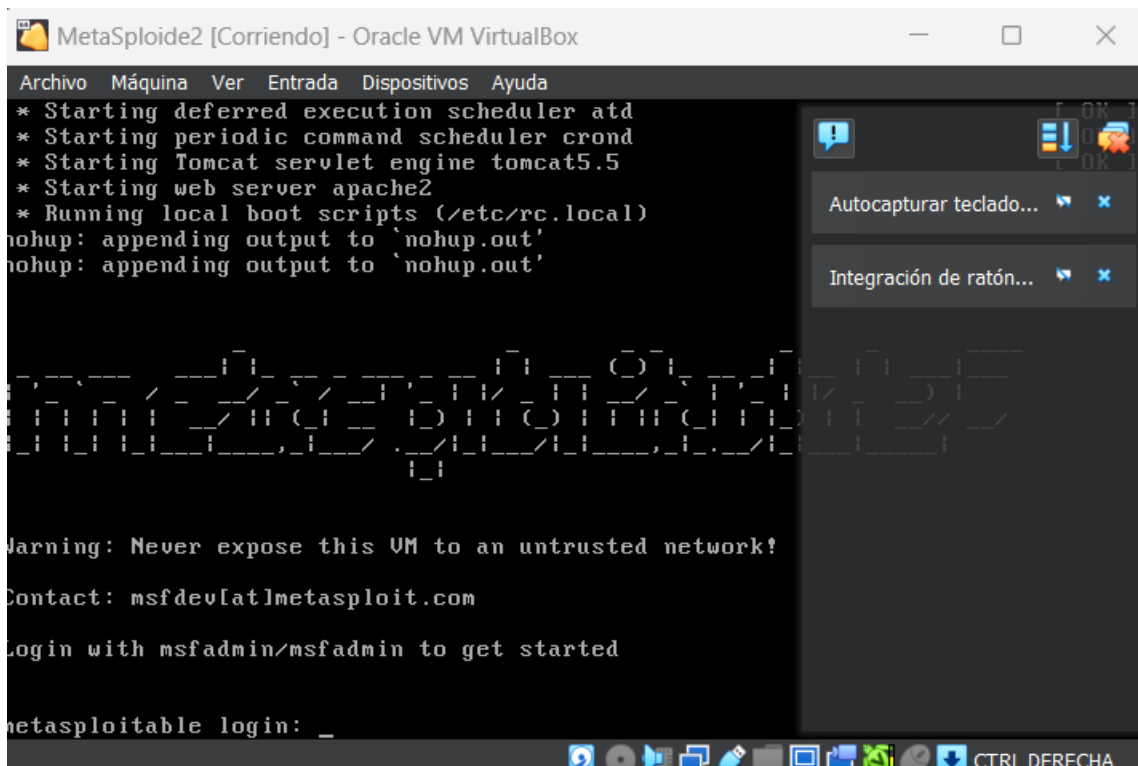 MetaSploide2 [Corriendo] - Oracle VM VirtualBox
Archivo Máquina Ver Entrada Dispositivos Ayuda
* Starting deferred execution scheduler atd [ OK ]
* Starting periodic command scheduler crond
* Starting Tomcat servlet engine tomcat5.5
* Starting web server apache2 [ OK ]
* Running local boot scripts (/etc/rc.local)
nohup: appending output to `nohup.out'
nohup: appending output to `nohup.out'
Autocapturar teclado...
Integración de ratón...
metasploitable2
Warning: Never expose this VM to an untrusted network!
Contact: msfdev[at]metasploit.com
Login with msfadmin/msfadmin to get started
metasploitable login: _
CTRL DERECHA